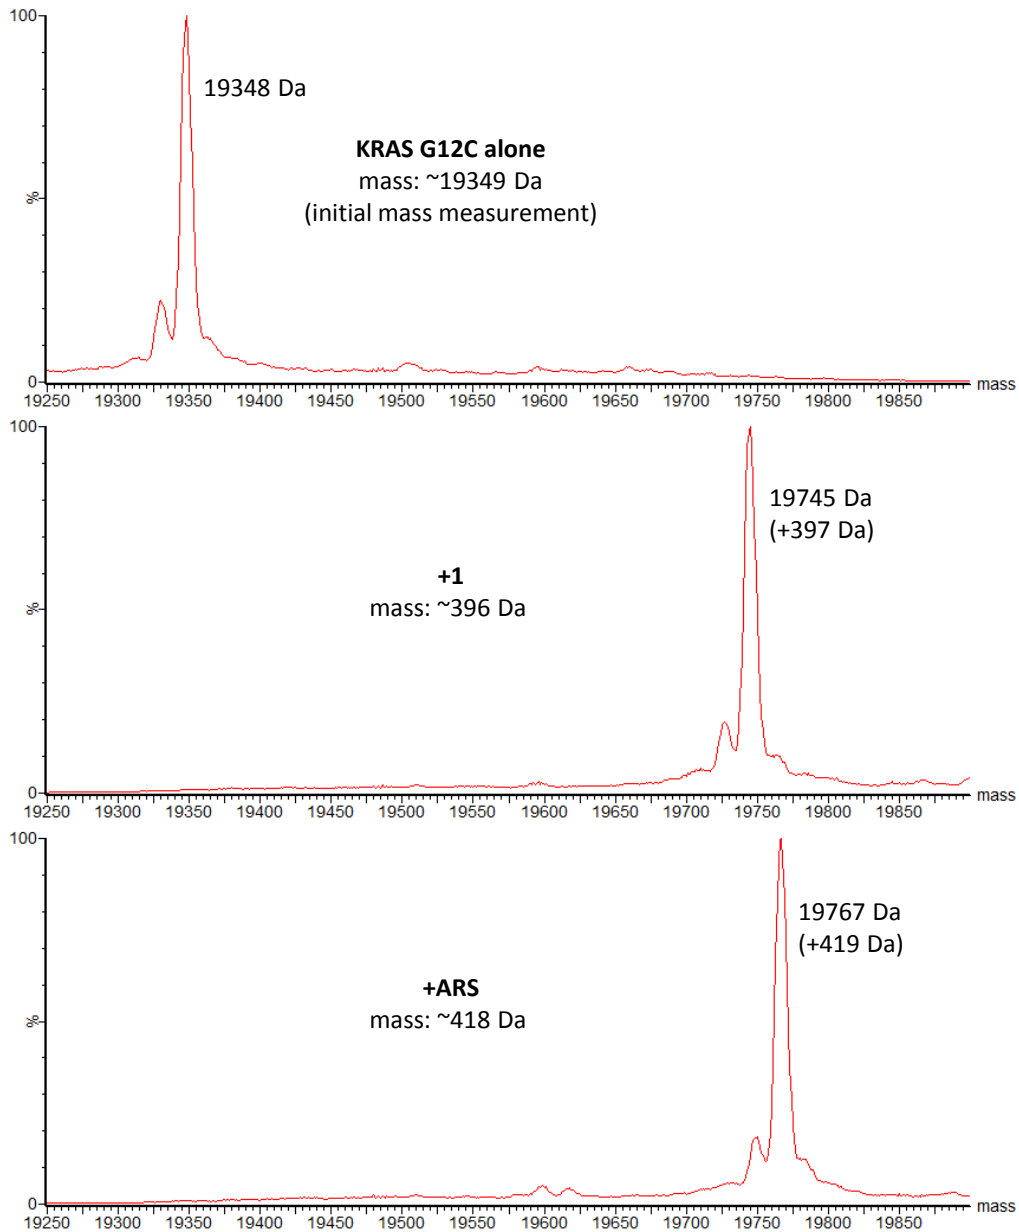 100
19348 Da
KRAS G12C alone
mass: ~19349 Da
(initial mass measurement)
%
0
mass
19250 19300 19350 19400 19450 19500 19550 19600 19650 19700 19750 19800 19850
100
19745 Da
(+397 Da)
+1
mass: ~396 Da
%
0
mass
19250 19300 19350 19400 19450 19500 19550 19600 19650 19700 19750 19800 19850
100
19767 Da
(+419 Da)
+ARS
mass: ~418 Da
%
0
mass
19250 19300 19350 19400 19450 19500 19550 19600 19650 19700 19750 19800 19850